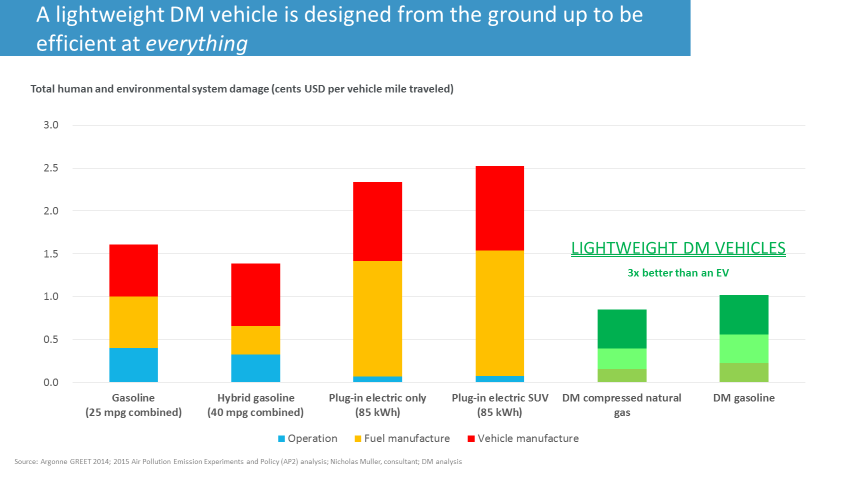 A lightweight DM vehicle is designed from the ground up to be
efficient at everything
Total human and environmental system damage (cents USD per vehicle mile traveled)
3.0
2.5
2.0
1.5
1.0
0.5
0.0
LIGHTWEIGHT DM VEHICLES
3x better than an EV
Gasoline
(25 mpg combined)
Hybrid gasoline
(40 mpg combined)
Plug-in electric only
(85 kWh)
Plug-in electric SUV
(85 kWh)
DM compressed natural
gas
DM gasoline
Operation
Fuel manufacture
Vehicle manufacture
Source: Argonne GREET 2014; 2015 Air Pollution Emission Experiments and Policy (AP2) analysis; Nicholas Muller, consultant; DM analysis